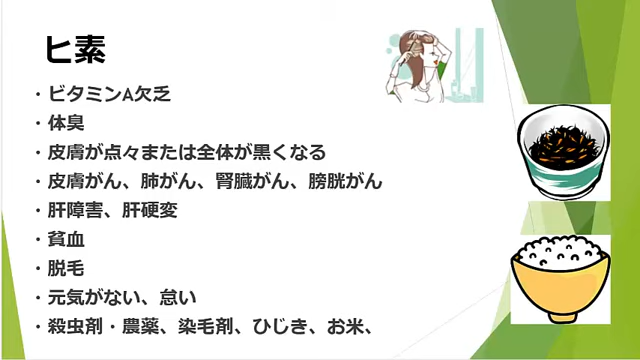 ヒ素
・ビタミンA欠乏
・体臭
・皮膚が点々または全体が黒くなる
・皮膚がん、肺がん、腎臓がん、膀胱がん
・肝障害、肝硬変
・貧血
・脱毛
・元気がない、怠い
・殺虫剤・農薬、染毛剤、ひじき、お米、